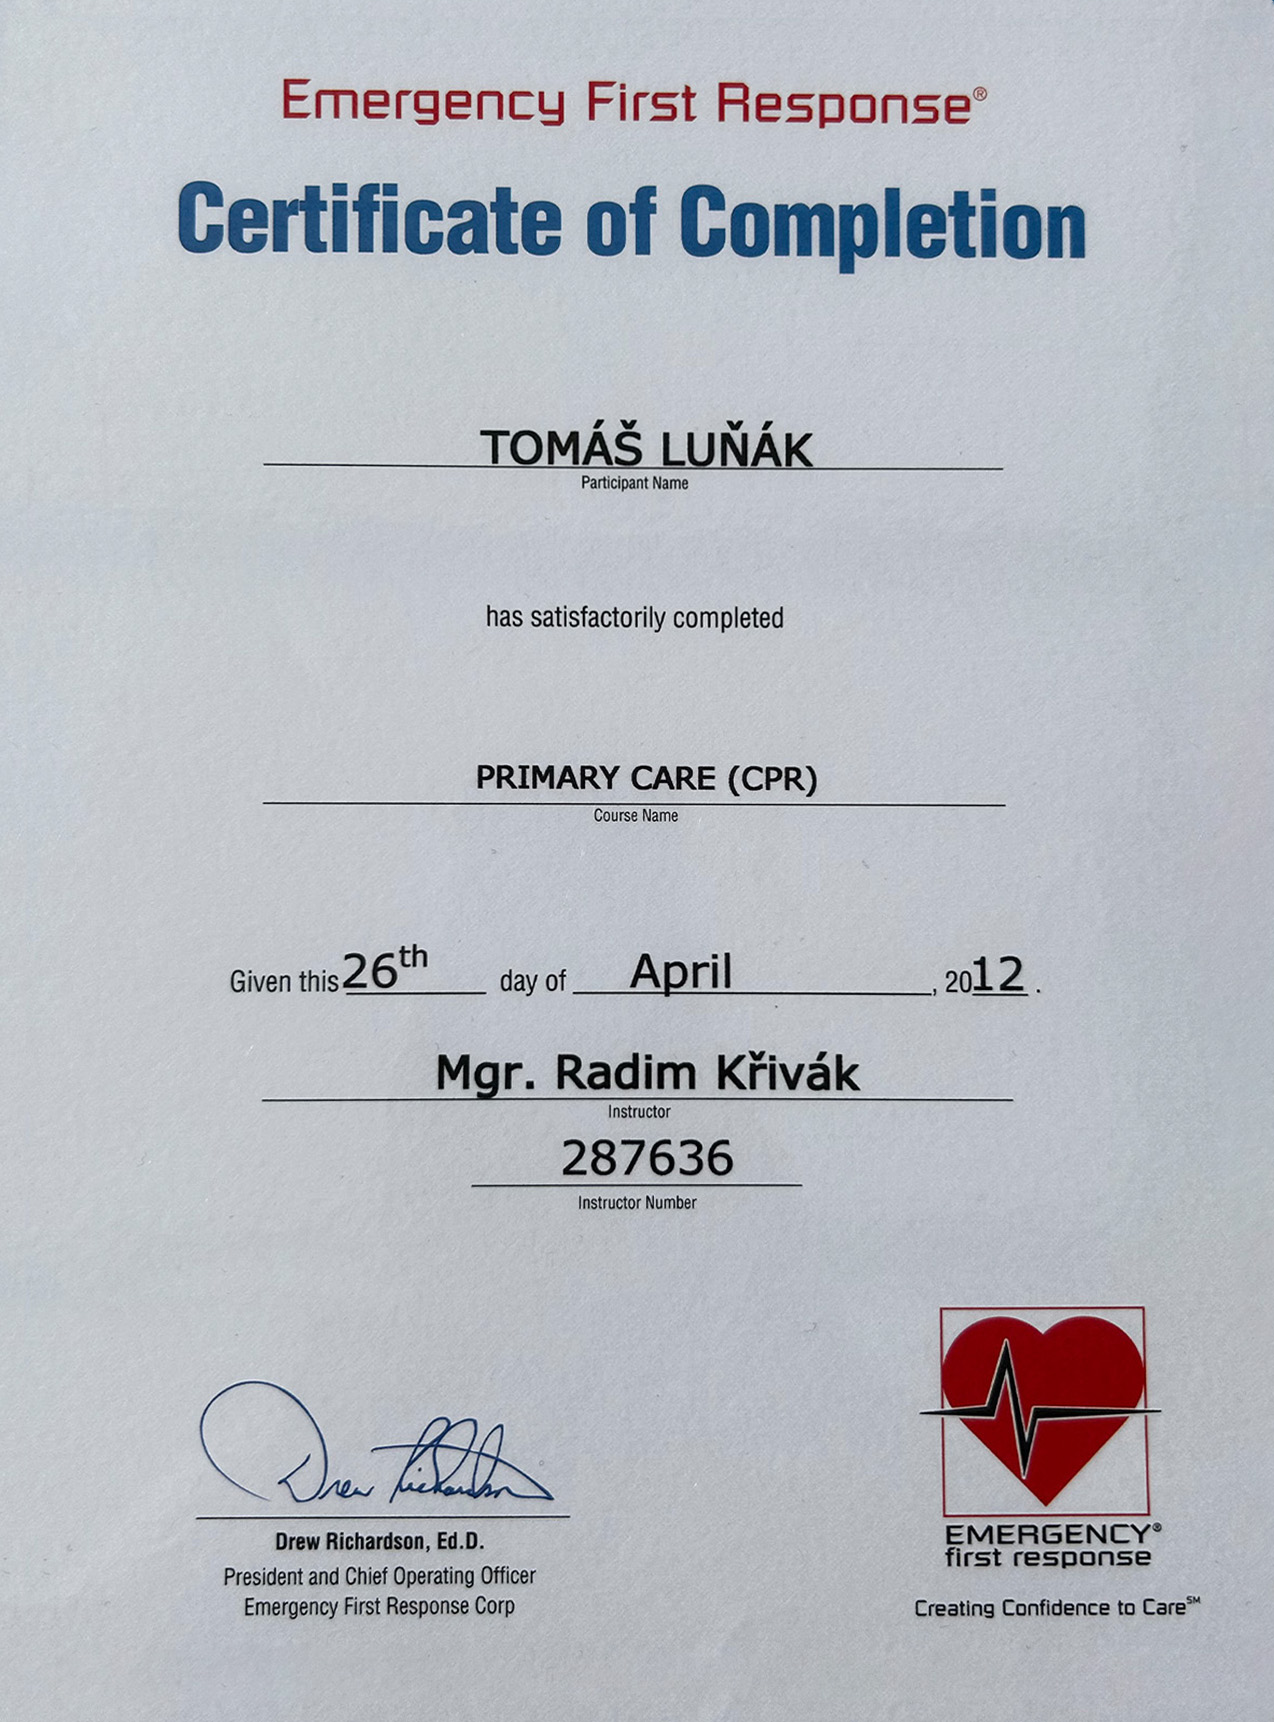 Emergency First Response®
Certificate of Completion
TOMÁŠ LUŇÁK
Participant Name
has satisfactorily completed
PRIMARY CARE (CPR)
Course Name
Given this 26th day of April, 2012.
Mgr. Radim Křivák
Instructor
287636
Instructor Number
Drew Richardson
Drew Richardson, Ed.D.
President and Chief Operating Officer
Emergency First Response Corp
EMERGENCY®
first response
Creating Confidence to Care℠